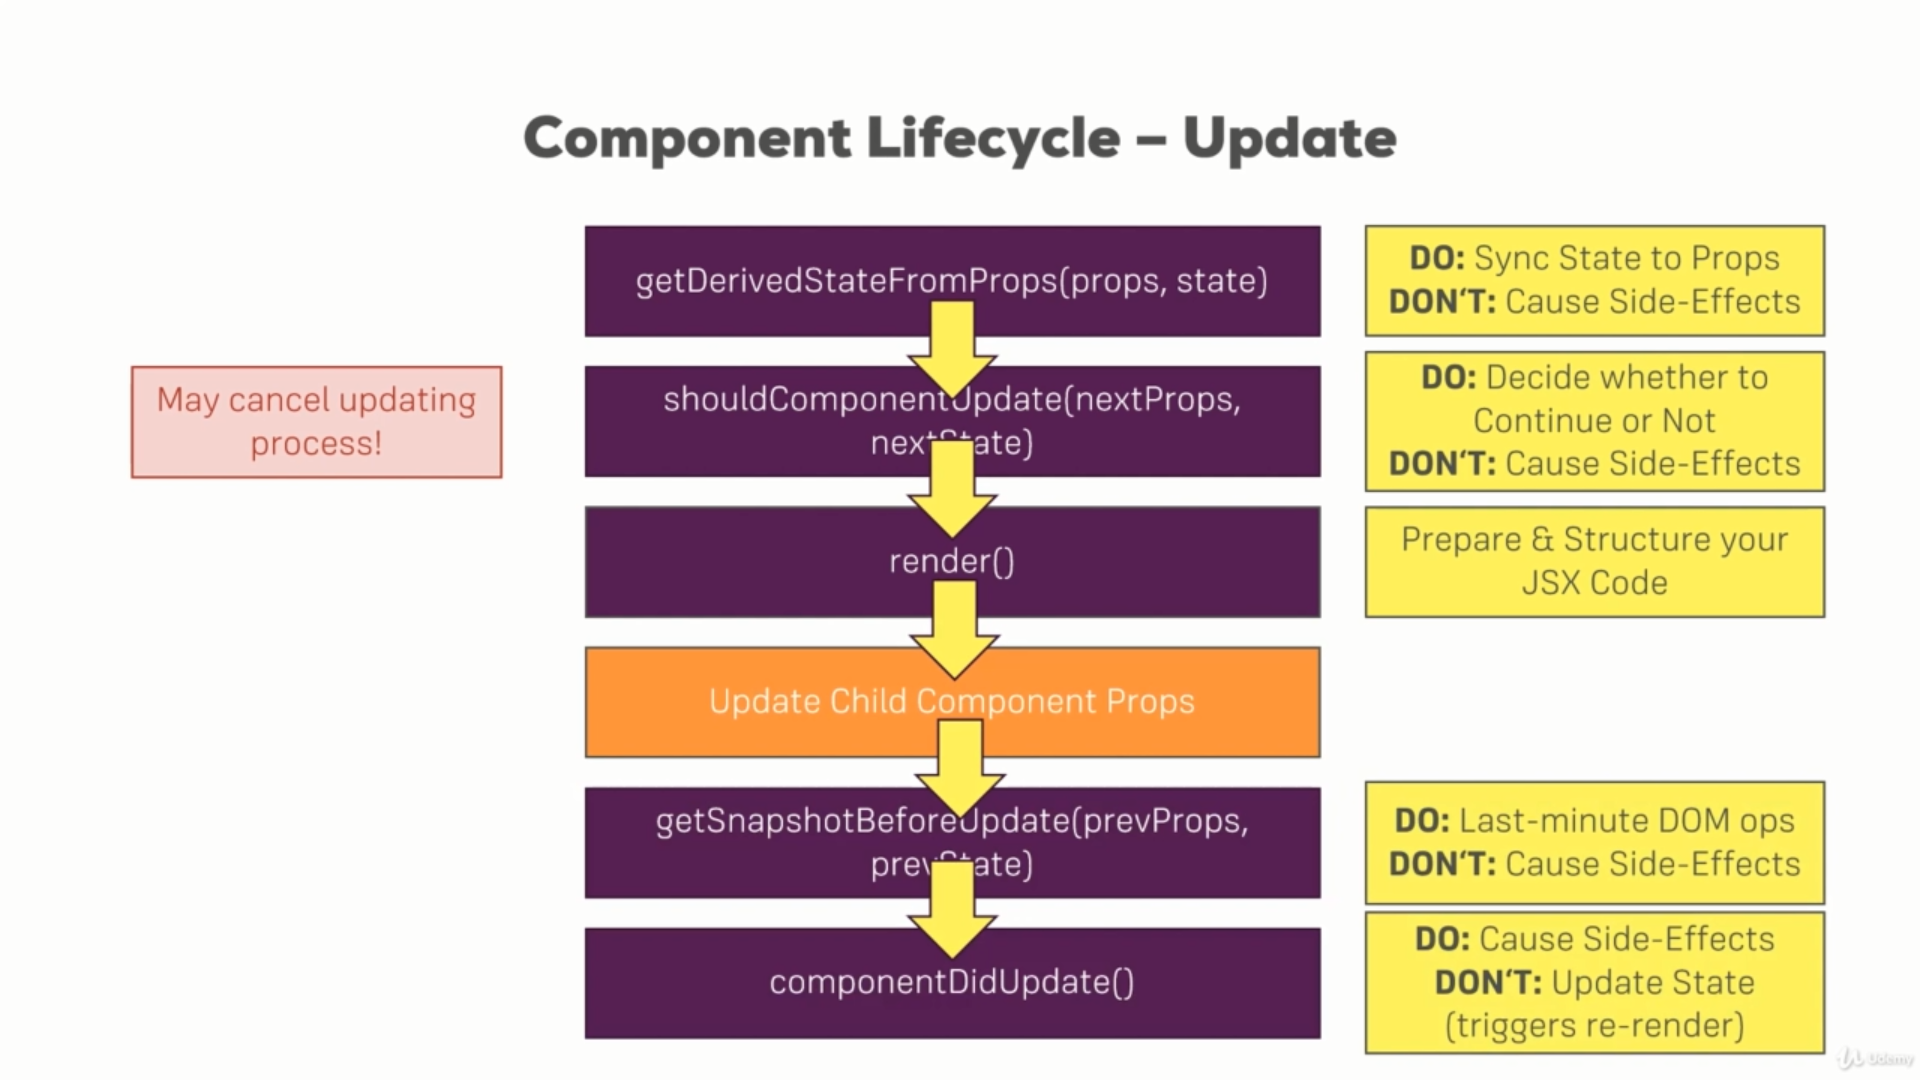 Component Lifecycle – Update
getDerivedStateFromProps(props, state)
DO: Sync State to Props
DON‘T: Cause Side-Effects
May cancel updating
process!
shouldComponentUpdate(nextProps,
nextState)
DO: Decide whether to
Continue or Not
DON‘T: Cause Side-Effects
render()
Prepare & Structure your
JSX Code
Update Child Component Props
getSnapshotBeforeUpdate(prevProps,
prevState)
DO: Last-minute DOM ops
DON‘T: Cause Side-Effects
componentDidUpdate()
DO: Cause Side-Effects
DON‘T: Update State
(triggers re-render)
Udemy